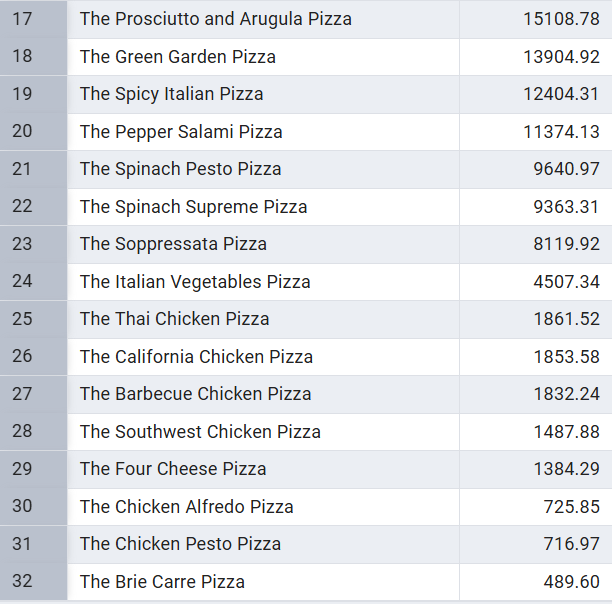 17 The Prosciutto and Arugula Pizza 15108.78
18 The Green Garden Pizza 13904.92
19 The Spicy Italian Pizza 12404.31
20 The Pepper Salami Pizza 11374.13
21 The Spinach Pesto Pizza 9640.97
22 The Spinach Supreme Pizza 9363.31
23 The Soppressata Pizza 8119.92
24 The Italian Vegetables Pizza 4507.34
25 The Thai Chicken Pizza 1861.52
26 The California Chicken Pizza 1853.58
27 The Barbecue Chicken Pizza 1832.24
28 The Southwest Chicken Pizza 1487.88
29 The Four Cheese Pizza 1384.29
30 The Chicken Alfredo Pizza 725.85
31 The Chicken Pesto Pizza 716.97
32 The Brie Carre Pizza 489.60